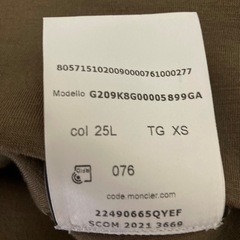 8057151020090000761000277
Modello G209K8G00005899GA
col 25L TG XS
076
code.moncler.com
22490665QYEF
SCOM 2021 3669